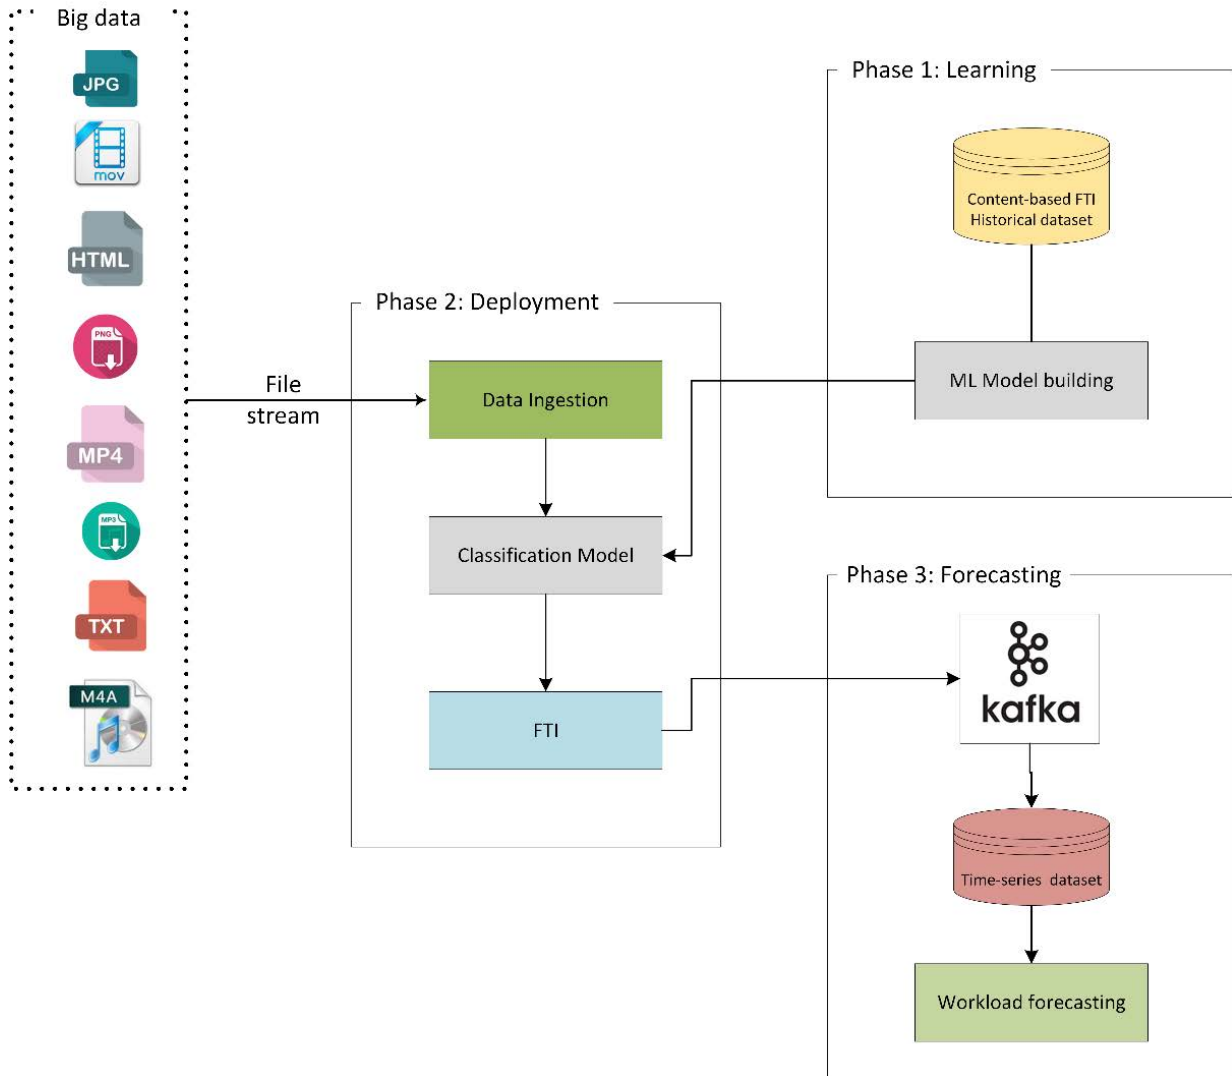 Big data
JPG
mov
HTML
PNG
MP4
MP3
TXT
M4A
File
stream
Phase 2: Deployment
Data Ingestion
Classification Model
FTI
Phase 1: Learning
Content-based FTI
Historical dataset
ML Model building
Phase 3: Forecasting
kafka
Time-series dataset
Workload forecasting